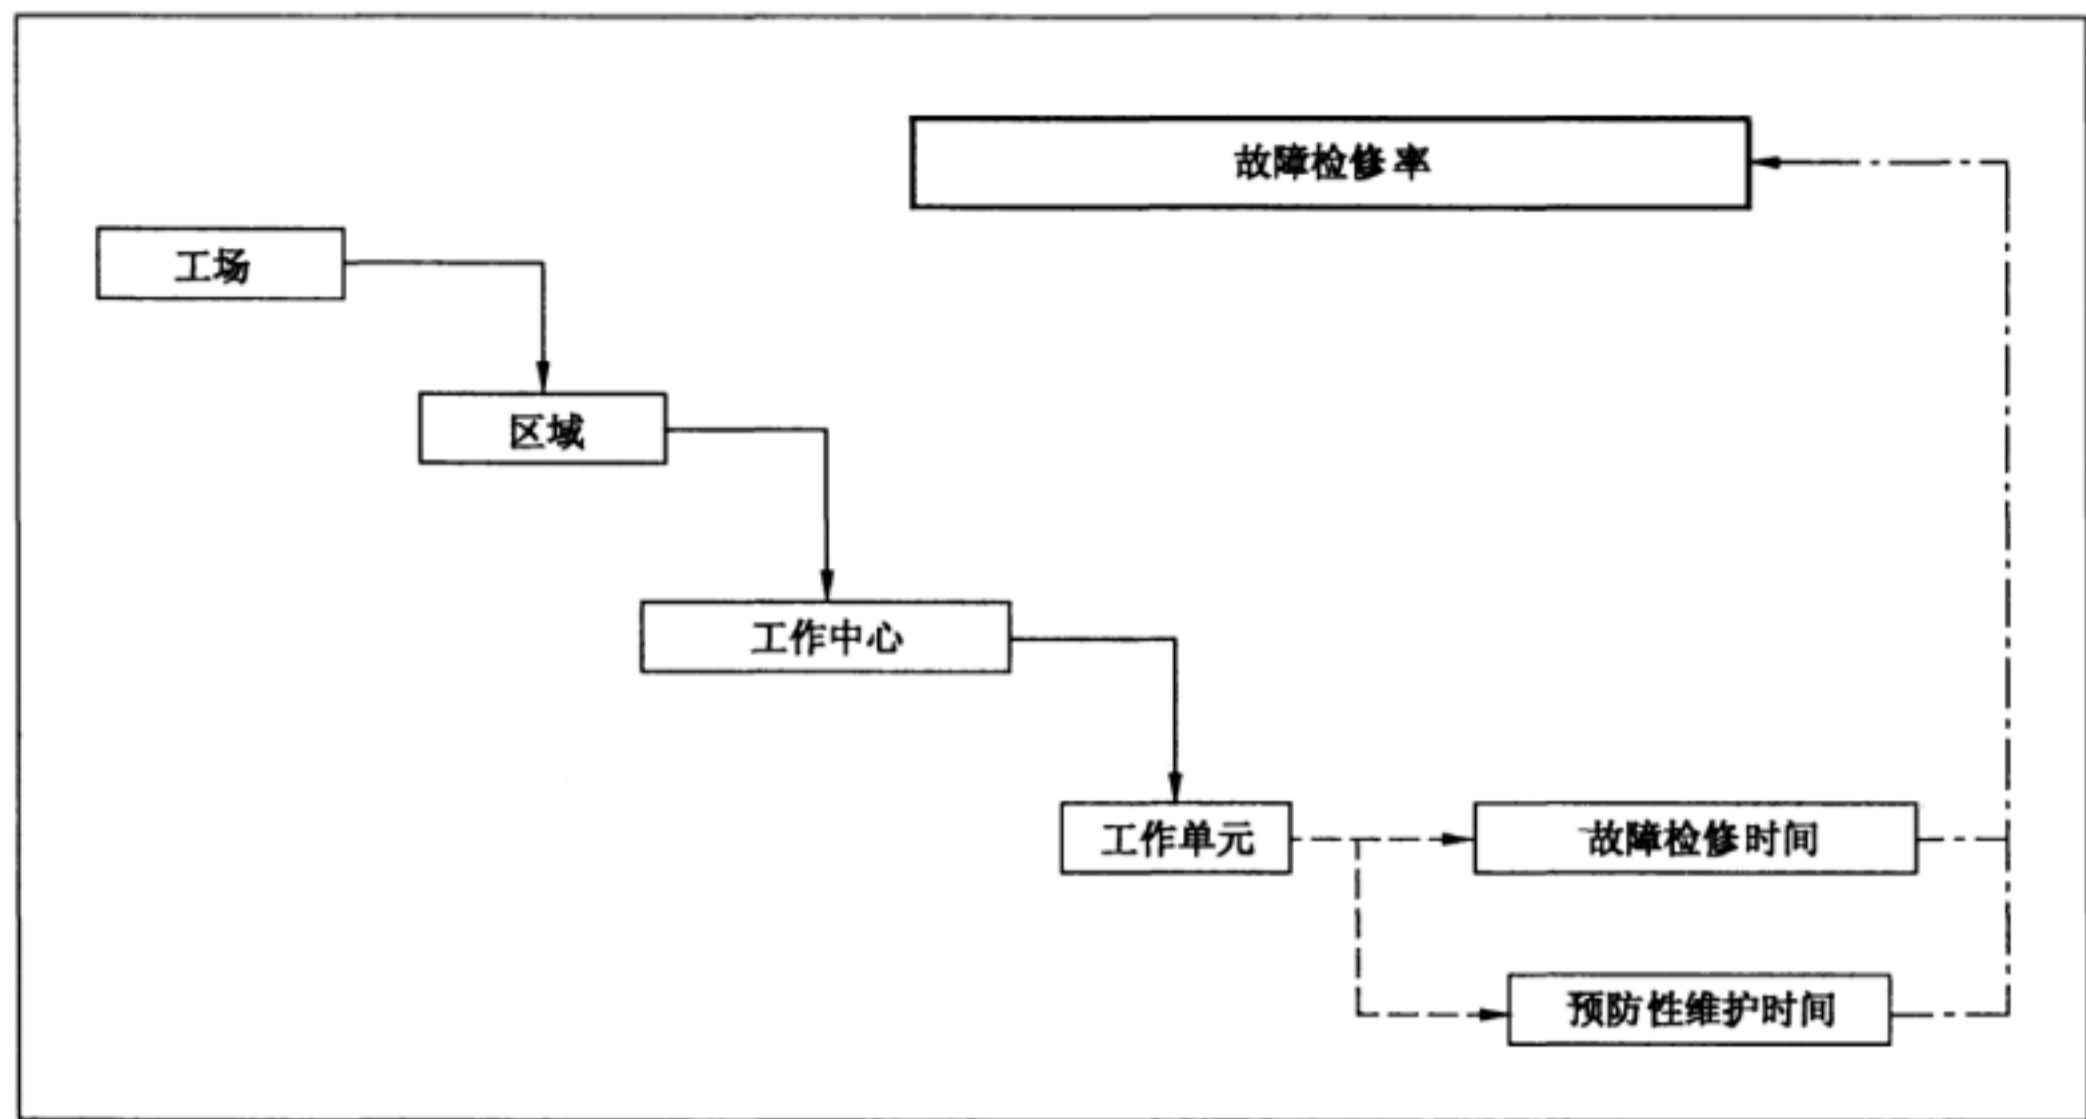 故障检修率
工场
区域
工作中心
工作单元
故障检修时间
预防性维护时间